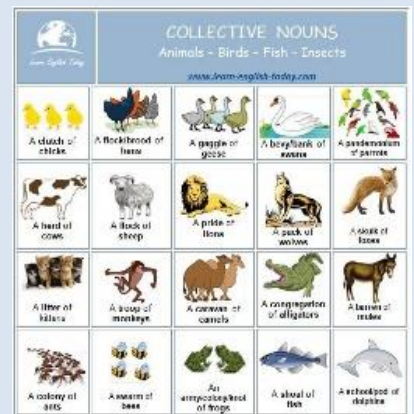 COLLECTIVE NOUNS
Animals - Birds - Fish - Insects
Learn English Today
www.learn-english-today.com
A clutch of
chicks
A flock/brood of
hens
A gaggle of
geese
A bevy/bank of
swans
A pandemonium
of parrots
A herd of
cows
A flock of
sheep
A pride of
lions
A pack of
wolves
A skulk of
foxes
A litter of
kittens
A troop of
monkeys
A caravan of
camels
A congregation
of alligators
A barren of
mules
A colony of
ants
A swarm of
bees
An
army/colony/knot
of frogs
A shoal of
fish
A school/pod of
dolphins